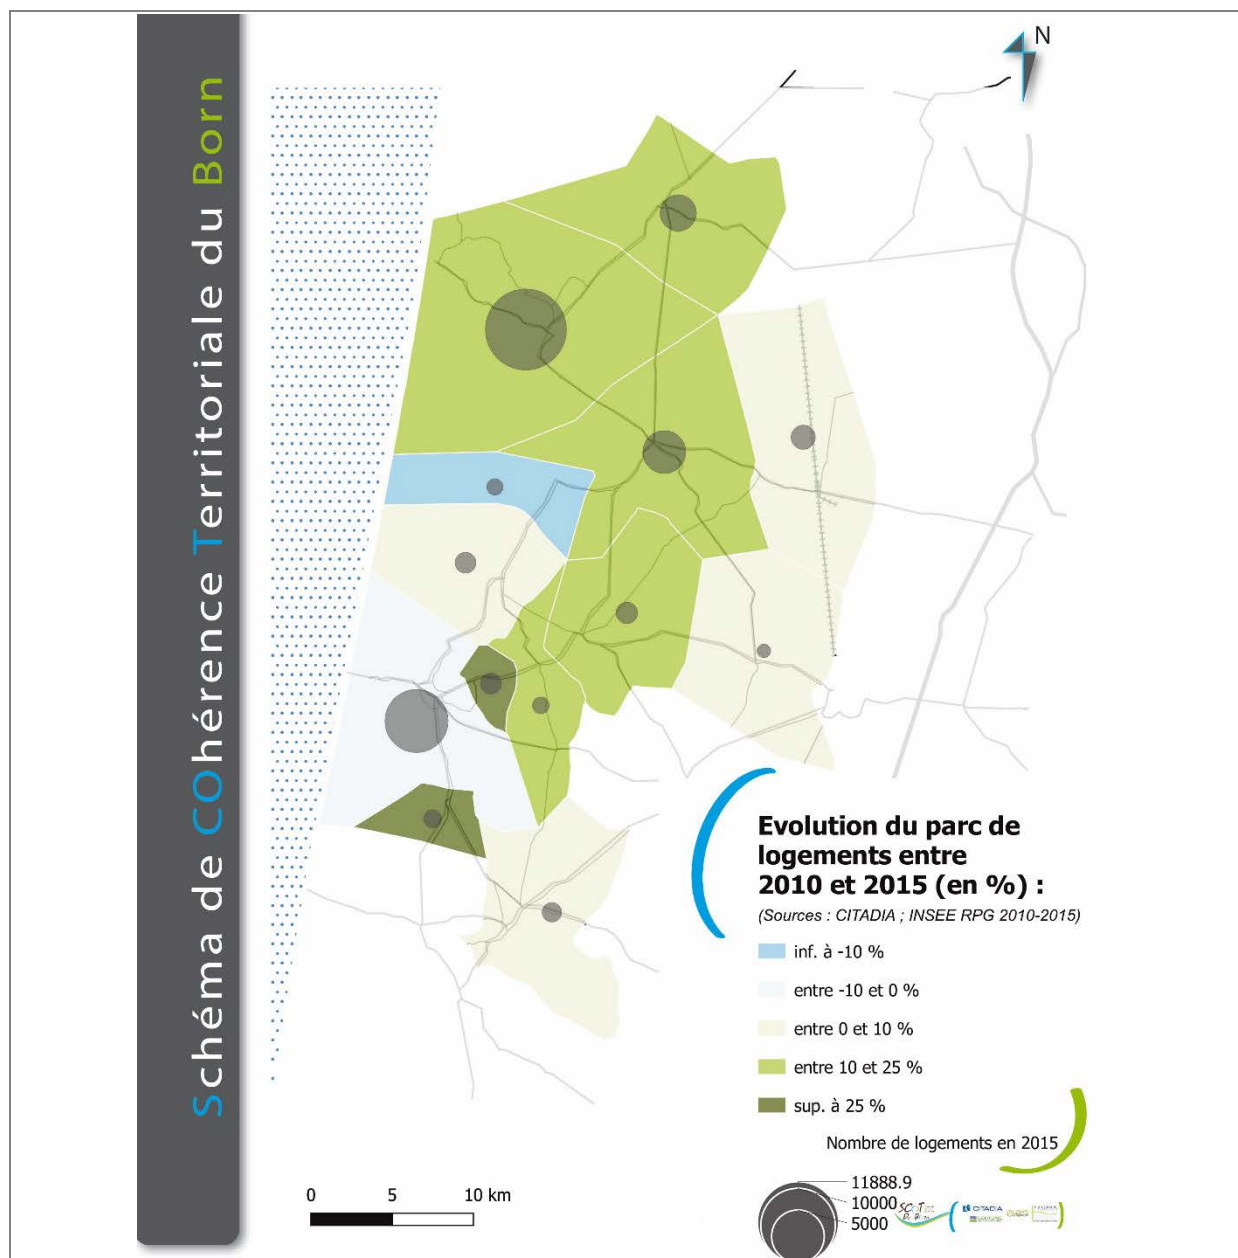 Schéma de COhérence Territoriale du Born
N
Evolution du parc de
logements entre
2010 et 2015 (en %) :
(Sources : CITADIA ; INSEE RPG 2010-2015)
inf. à -10 %
entre -10 et 0 %
entre 0 et 10 %
entre 10 et 25 %
sup. à 25 %
Nombre de logements en 2015
11888.9
10000
5000
CITADIA
0 5 10 km